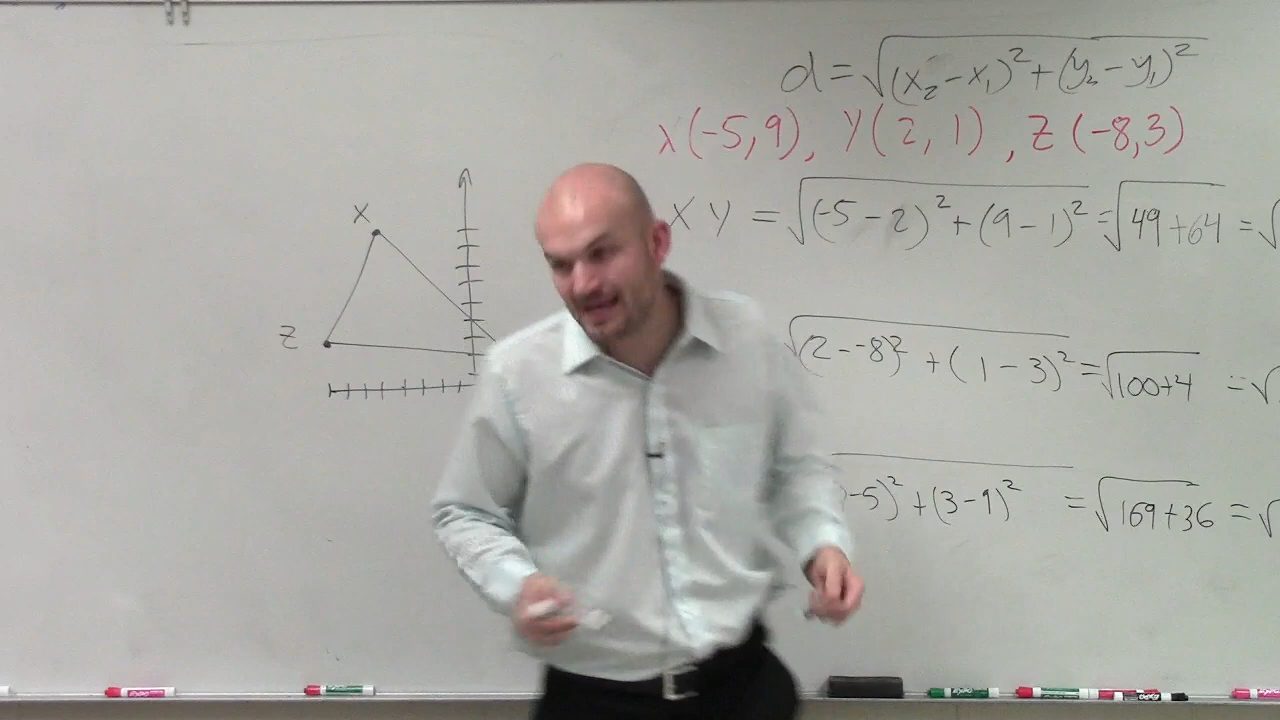 d = √(x₂ - x₁)² + (y₂ - y₁)²
X(-5,9), Y(2,1), Z(-8,3)
X
XY = √(-5-2)² + (9-1)² = √49+64 = √
Z
√(2--8)² + (1-3)² = √100+4 = √
-5)² + (3-9)² = √169+36 = √